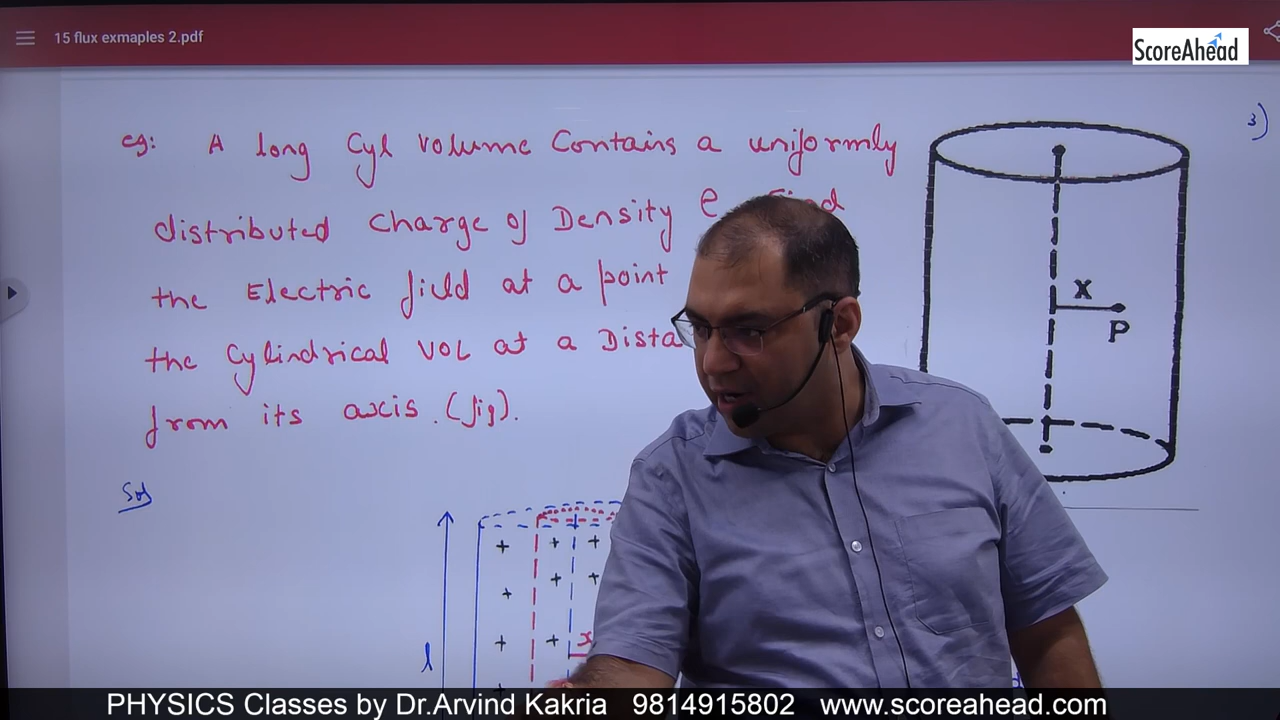 15 flux exmaples 2.pdf
ScoreAhead
3)
eg: A long Cyl volume Contains a uniformly
distributed charge of Density ρ
the Electric field at a point
the Cylindrical VOL at a
from its axis. (fig).
X
P
Sol
+ + +
+ +
+
l
+ +
x
+
PHYSICS Classes by Dr.Arvind Kakria 9814915802 www.scoreahead.com